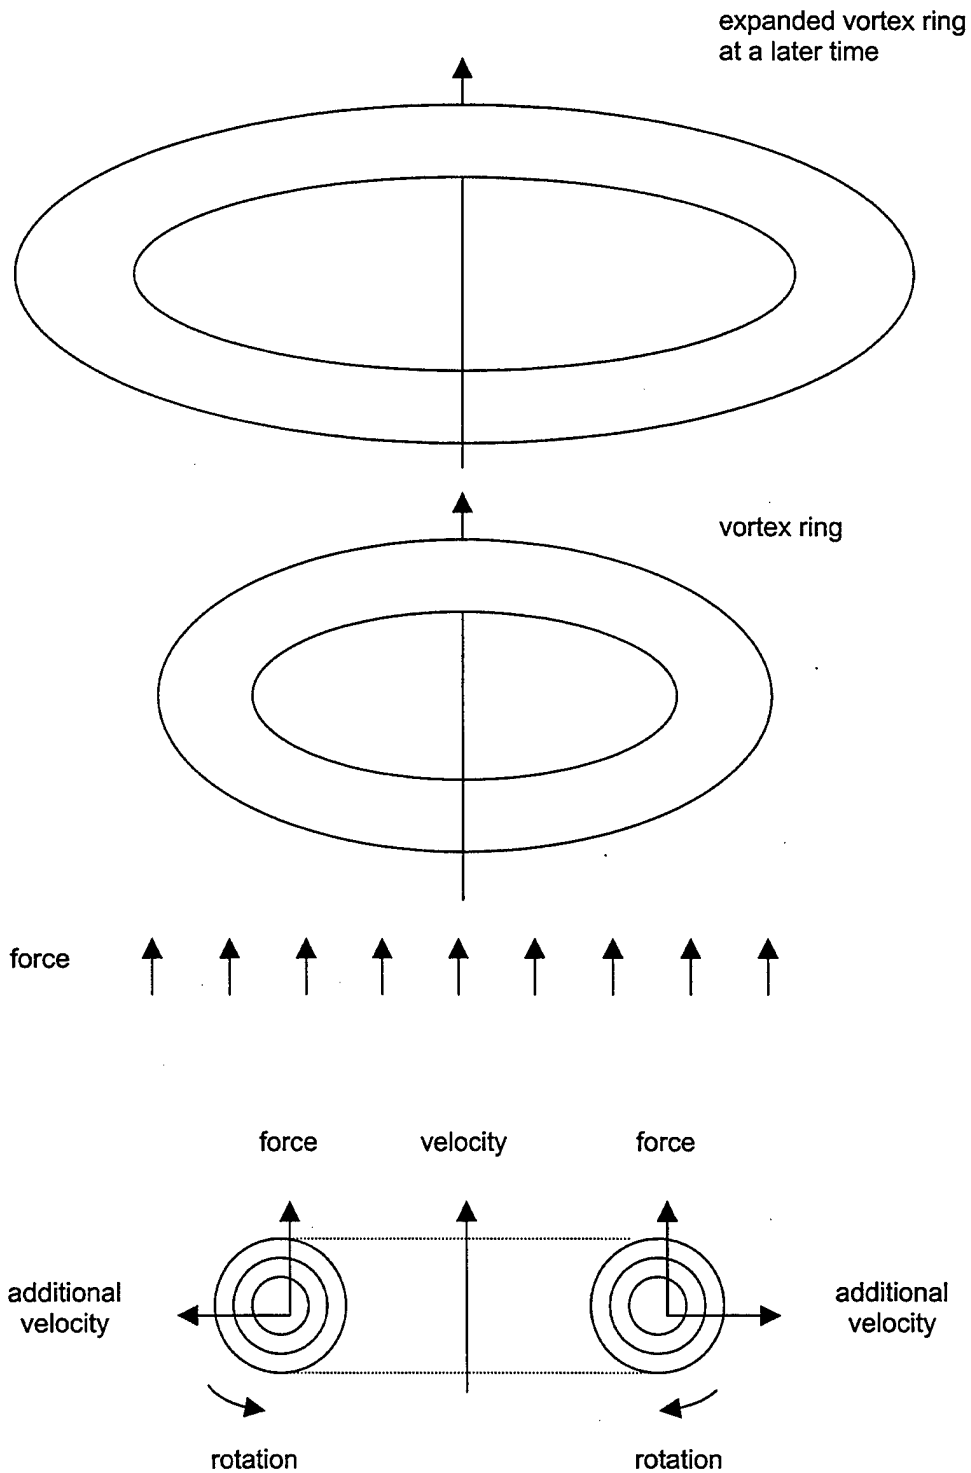 expanded vortex ring
at a later time
vortex ring
force
force velocity force
additional
velocity
additional
velocity
rotation rotation